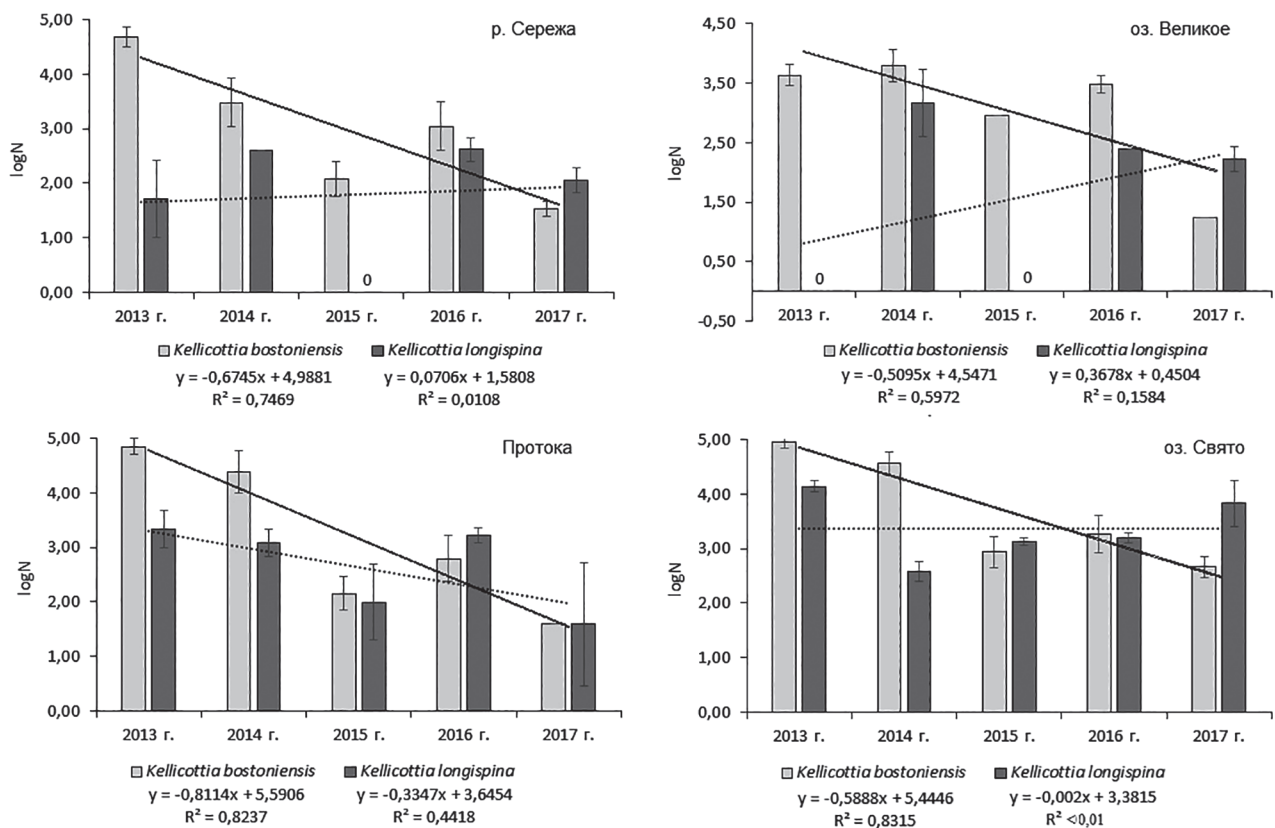 р. Сережа
5,00
4,00
3,00
2,00
1,00
0,00
logN
0
2013 г. 2014 г. 2015 г. 2016 г. 2017 г.
Kellicottia bostoniensis Kellicottia longispina
y = -0,6745x + 4,9881 y = 0,0706x + 1,5808
R² = 0,7469 R² = 0,0108
оз. Великое
4,50
3,50
2,50
1,50
0,50
-0,50
logN
0 0
2013 г. 2014 г. 2015 г. 2016 г. 2017 г.
Kellicottia bostoniensis Kellicottia longispina
y = -0,5095x + 4,5471 y = 0,3678x + 0,4504
R² = 0,5972 R² = 0,1584
Протока
5,00
4,00
3,00
2,00
1,00
0,00
logN
2013 г. 2014 г. 2015 г. 2016 г. 2017 г.
Kellicottia bostoniensis Kellicottia longispina
y = -0,8114x + 5,5906 y = -0,3347x + 3,6454
R² = 0,8237 R² = 0,4418
оз. Свято
5,00
4,00
3,00
2,00
1,00
0,00
logN
2013 г. 2014 г. 2015 г. 2016 г. 2017 г.
Kellicottia bostoniensis Kellicottia longispina
y = -0,5888x + 5,4446 y = -0,002x + 3,3815
R² = 0,8315 R² <0,01